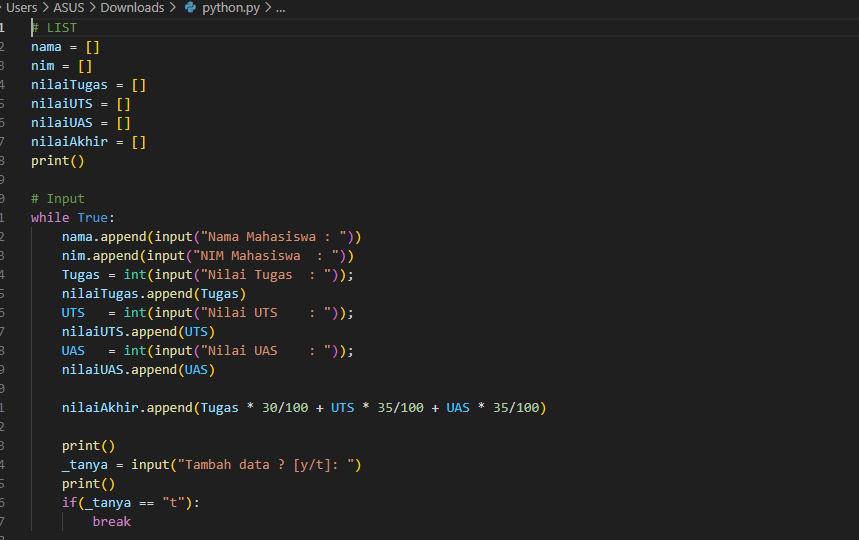 Users > ASUS > Downloads > python.py > ...
1 # LIST
2 nama = []
3 nim = []
4 nilaiTugas = []
5 nilaiUTS = []
6 nilaiUAS = []
7 nilaiAkhir = []
8 print()
9
0 # Input
1 while True:
2     nama.append(input("Nama Mahasiswa : "))
3     nim.append(input("NIM Mahasiswa  : "))
4     Tugas = int(input("Nilai Tugas  : "));
5     nilaiTugas.append(Tugas)
6     UTS   = int(input("Nilai UTS    : "));
7     nilaiUTS.append(UTS)
8     UAS   = int(input("Nilai UAS    : "));
9     nilaiUAS.append(UAS)
0
1     nilaiAkhir.append(Tugas * 30/100 + UTS * 35/100 + UAS * 35/100)
2
3     print()
4     _tanya = input("Tambah data ? [y/t]: ")
5     print()
6     if(_tanya == "t"):
7         break